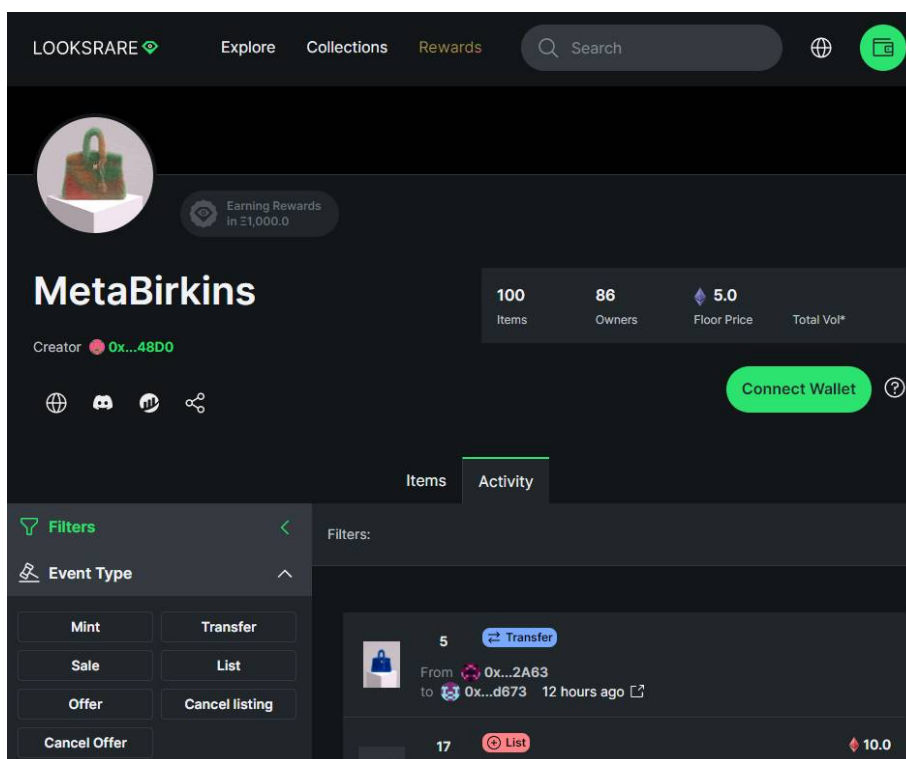 LOOKSRARE Explore Collections Rewards Search
Earning Rewards
in Ξ1,000.0
MetaBirkins
100 86 5.0
Items Owners Floor Price Total Vol*
Creator 0x...48D0
Connect Wallet ?
Items Activity
Filters
Filters:
Event Type
Mint Transfer
Sale List
Offer Cancel listing
Cancel Offer
5 Transfer
From 0x...2A63
to 0x...d673 12 hours ago
17 List 10.0